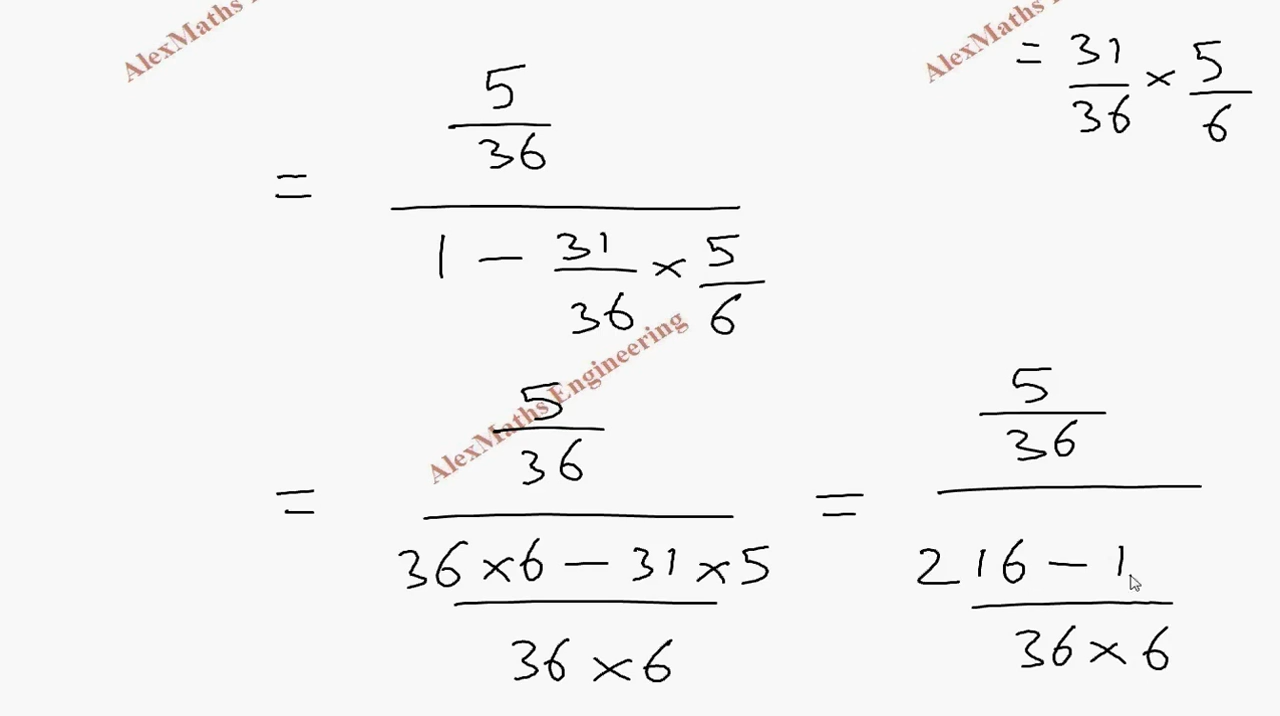 AlexMaths
AlexMaths
= 31/36 × 5/6
= 5/36
1 − 31/36 × 5/6
AlexMaths Engineering
= 5/36
36 × 6 − 31 × 5
36 × 6
= 5/36
216 − 1
36 × 6